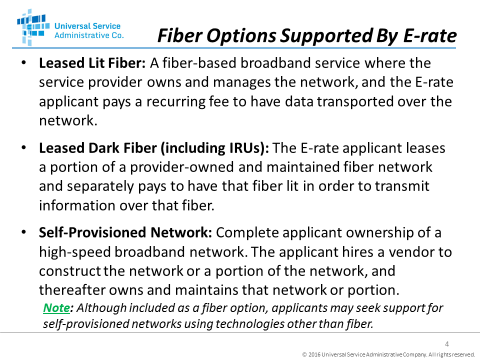 Universal Service
Administrative Co.
Fiber Options Supported By E-rate
• Leased Lit Fiber: A fiber-based broadband service where the
service provider owns and manages the network, and the E-rate
applicant pays a recurring fee to have data transported over the
network.
• Leased Dark Fiber (including IRUs): The E-rate applicant leases
a portion of a provider-owned and maintained fiber network
and separately pays to have that fiber lit in order to transmit
information over that fiber.
• Self-Provisioned Network: Complete applicant ownership of a
high-speed broadband network. The applicant hires a vendor to
construct the network or a portion of the network, and
thereafter owns and maintains that network or portion.
Note: Although included as a fiber option, applicants may seek support for
self-provisioned networks using technologies other than fiber.
4
© 2016 Universal Service Administrative Company. All rights reserved.